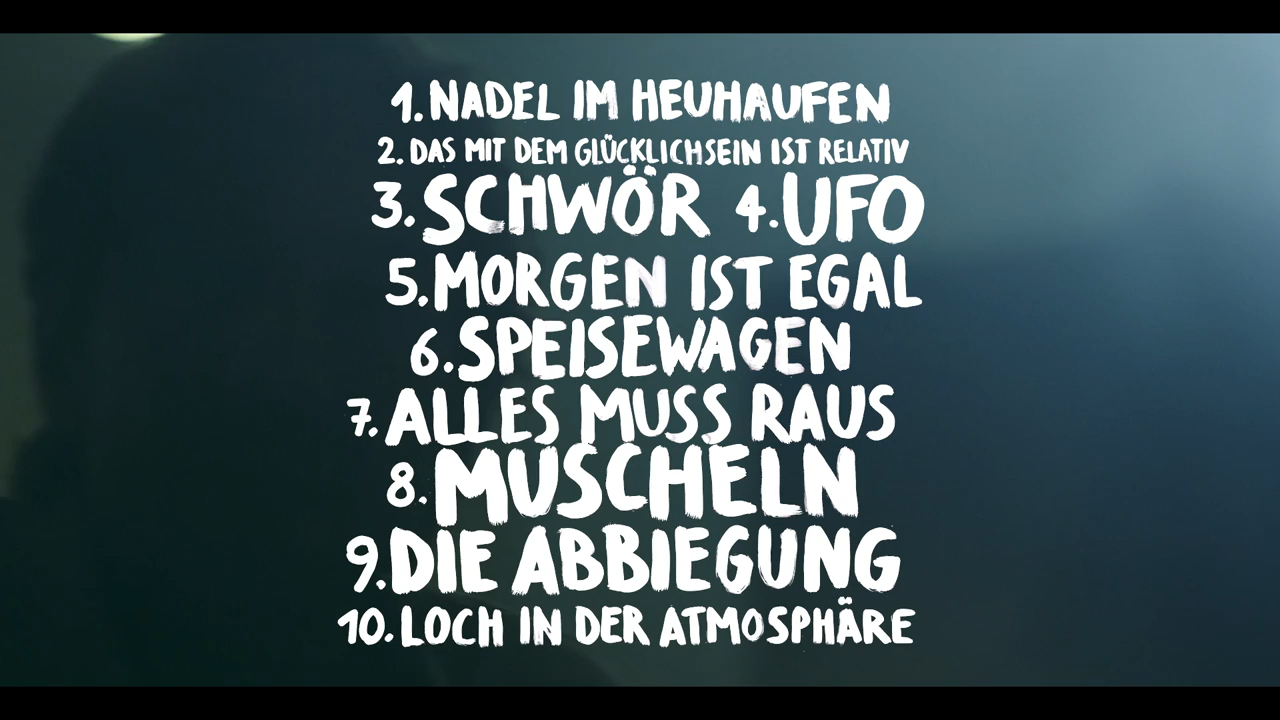 1. NADEL IM HEUHAUFEN
2. DAS MIT DEM GLÜCKLICHSEIN IST RELATIV
3. SCHWÖR 4. UFO
5. MORGEN IST EGAL
6. SPEISEWAGEN
7. ALLES MUSS RAUS
8. MUSCHELN
9. DIE ABBIEGUNG
10. LOCH IN DER ATMOSPHÄRE